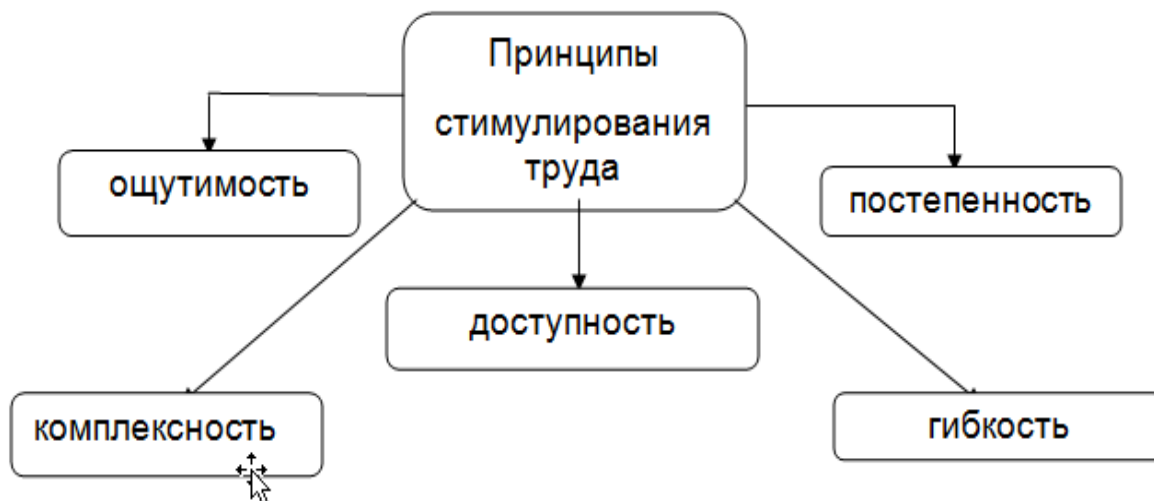 Принципы
стимулирования
труда
ощутимость
постепенность
доступность
комплексность
гибкость